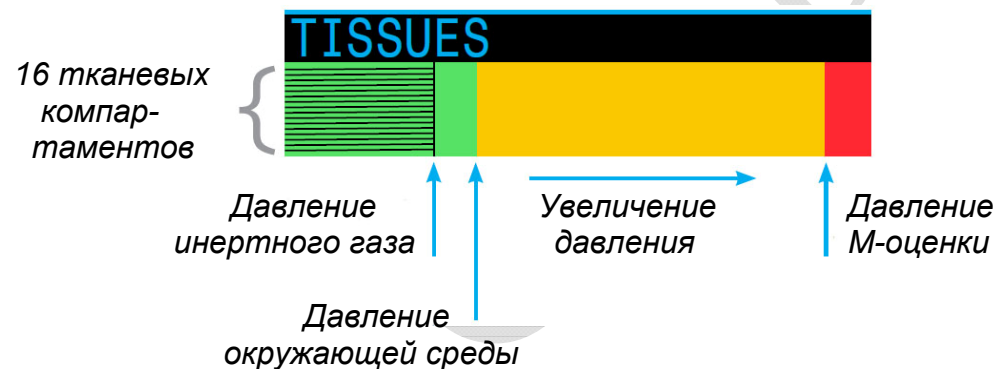 TISSUES
16 тканевых
компар-
таментов
Давление
инертного газа
Увеличение
давления
Давление
М-оценки
Давление
окружающей среды